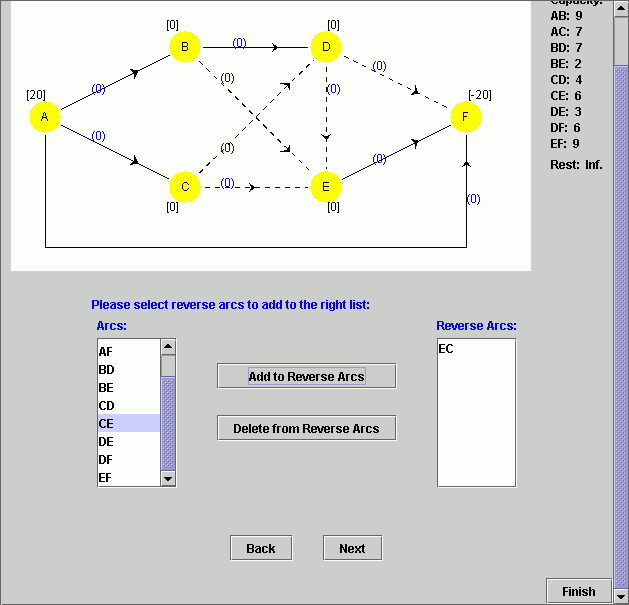 Capacity:
AB: 9
AC: 7
BD: 7
BE: 2
CD: 4
CE: 6
DE: 3
DF: 6
EF: 9
Rest: Inf.
[0]
[0]
B
(0)
D
(0)
(0)
(0)
(0)
[20]
[-20]
A
F
(0)
(0)
(0)
C
(0)
E
[0]
[0]
(0)
Please select reverse arcs to add to the right list:
Arcs:
Reverse Arcs:
AF
BD
BE
CD
CE
DE
DF
EF
EC
Add to Reverse Arcs
Delete from Reverse Arcs
Back
Next
Finish